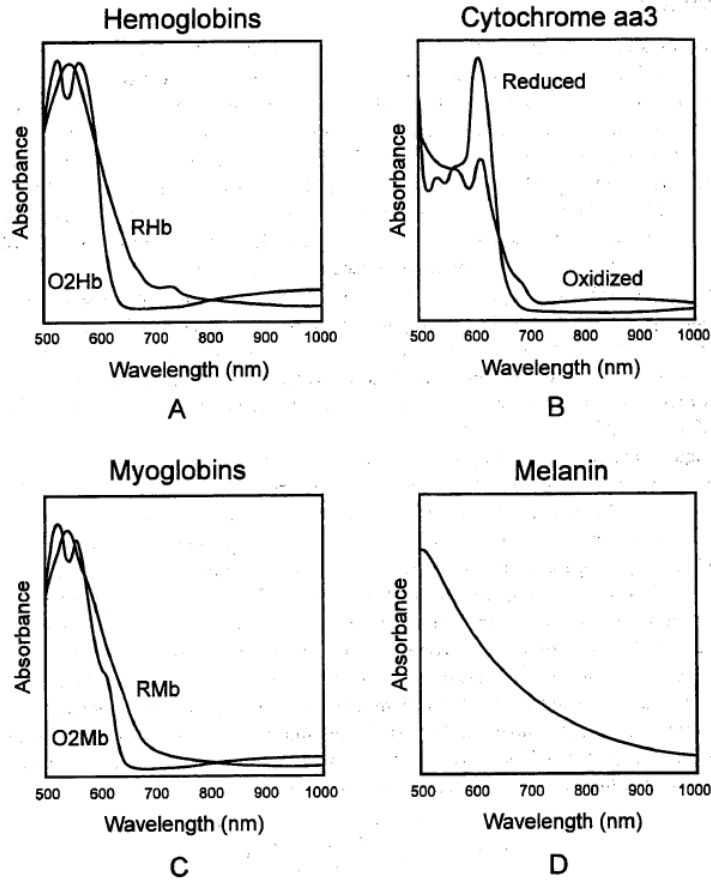 Hemoglobins
Absorbance
RHb
O2Hb
500 600 700 800 900 1000
Wavelength (nm)
A
Cytochrome aa3
Absorbance
Reduced
Oxidized
500 600 700 800 900 1000
Wavelength (nm)
B
Myoglobins
Absorbance
RMb
O2Mb
500 600 700 800 900 1000
Wavelength (nm)
C
Melanin
Absorbance
500 600 700 800 900 1000
Wavelength (nm)
D